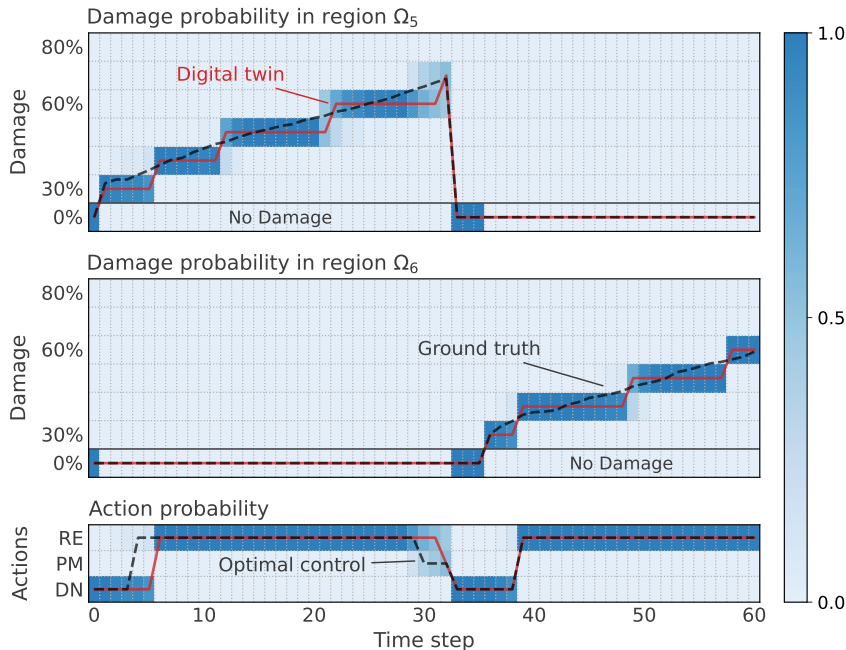 Damage probability in region Ω5
80%
60%
30%
0%
Damage
Digital twin
No Damage
1.0
0.5
0.0
Damage probability in region Ω6
80%
60%
30%
0%
Damage
Ground truth
No Damage
Action probability
RE
PM
DN
Actions
Optimal control
0 10 20 30 40 50 60
Time step